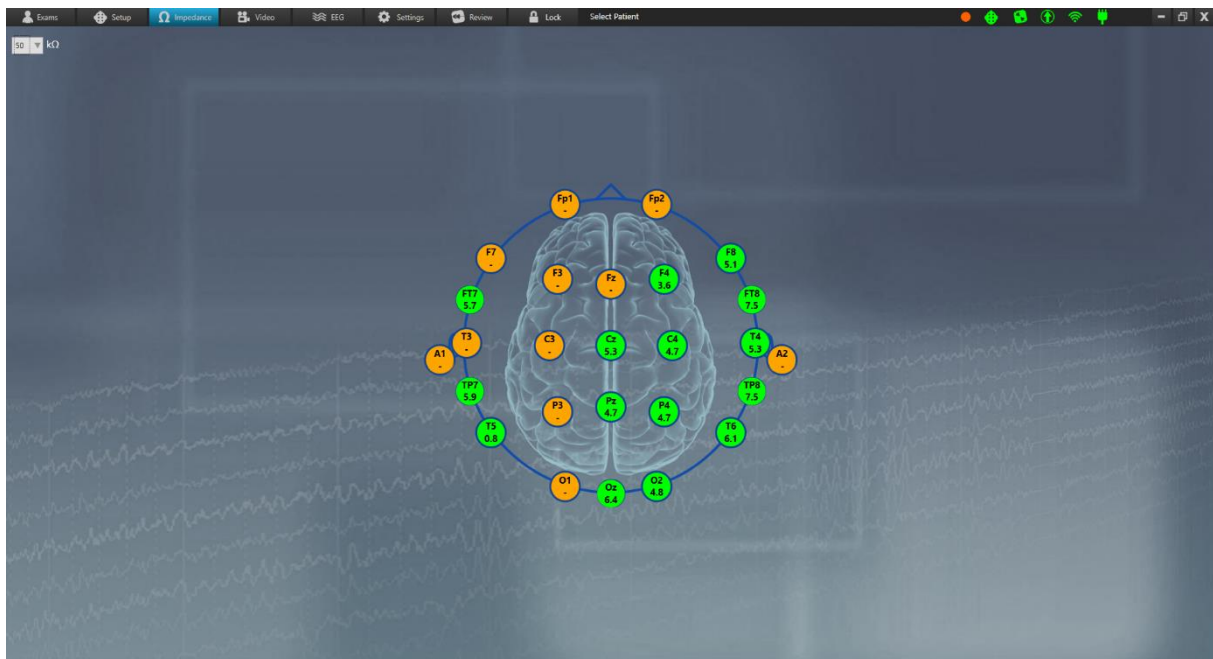 Exams Setup Ω Impedance Video EEG Settings Review Lock Select Patient
50 kΩ
Fp1
-
Fp2
-
F7
-
F3
-
Fz
-
F4
3.6
F8
5.1
FT7
5.7
FT8
7.5
A1
-
T3
-
C3
-
Cz
5.3
C4
4.7
T4
5.3
A2
-
TP7
5.9
P3
-
Pz
4.7
P4
4.7
TP8
7.5
T5
0.8
T6
6.1
O1
-
Oz
6.4
O2
4.8